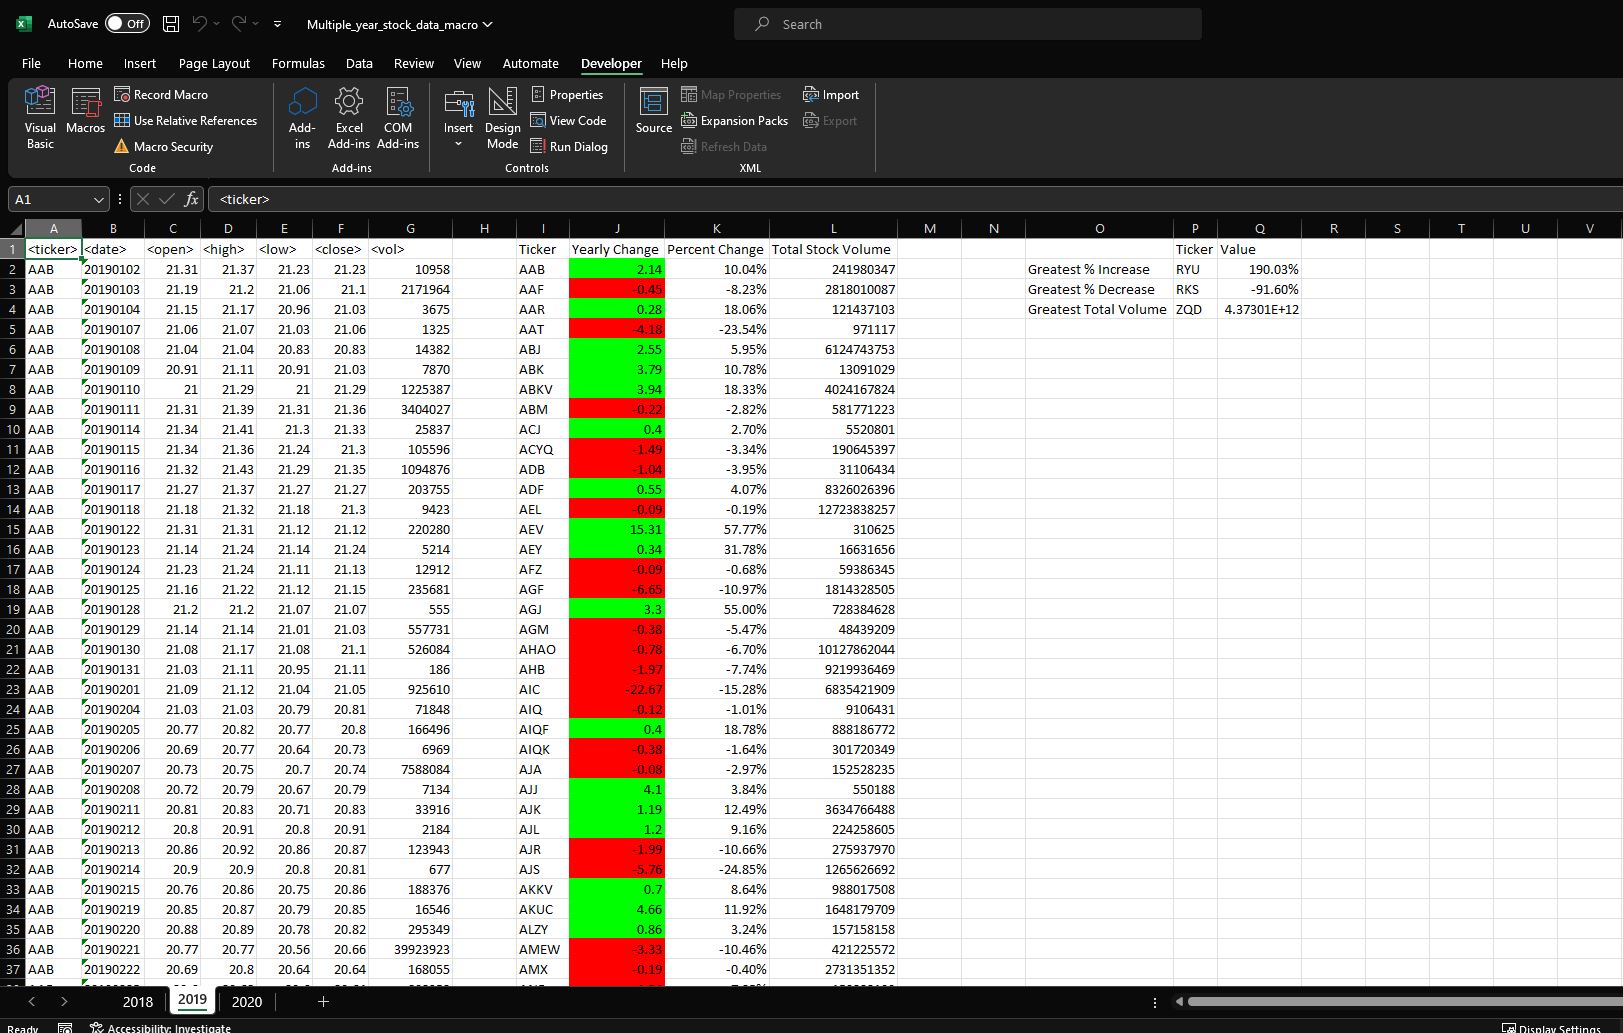 AutoSave Off Multiple_year_stock_data_macro Search
File Home Insert Page Layout Formulas Data Review View Automate Developer Help
Visual Basic Macros Record Macro Use Relative References Macro Security Code
Add-ins Excel Add-ins COM Add-ins Add-ins
Insert Design Mode Properties View Code Run Dialog Controls
Source Map Properties Expansion Packs Refresh Data Import Export XML
A1 fx <ticker>
A B C D E F G H I J K L M N O P Q R S T U V
1 <ticker> <date> <open> <high> <low> <close> <vol> Ticker Yearly Change Percent Change Total Stock Volume Ticker Value
2 AAB 20190102 21.31 21.37 21.23 21.23 10958 AAB 2.14 10.04% 241980347 Greatest % Increase RYU 190.03%
3 AAB 20190103 21.19 21.2 21.06 21.1 2171964 AAF -0.45 -8.23% 2818010087 Greatest % Decrease RKS -91.60%
4 AAB 20190104 21.15 21.17 20.96 21.03 3675 AAR 0.28 18.06% 121437103 Greatest Total Volume ZQD 4.37301E+12
5 AAB 20190107 21.06 21.07 21.03 21.06 1325 AAT -4.18 -23.54% 971117
6 AAB 20190108 21.04 21.04 20.83 20.83 14382 ABJ 2.55 5.95% 6124743753
7 AAB 20190109 20.91 21.11 20.91 21.03 7870 ABK 3.79 10.78% 13091029
8 AAB 20190110 21 21.29 21 21.29 1225387 ABKV 3.94 18.33% 4024167824
9 AAB 20190111 21.31 21.39 21.31 21.36 3404027 ABM -0.22 -2.82% 581771223
10 AAB 20190114 21.34 21.41 21.3 21.33 25837 ACJ 0.4 2.70% 5520801
11 AAB 20190115 21.34 21.36 21.24 21.3 105596 ACYQ -1.49 -3.34% 190645397
12 AAB 20190116 21.32 21.43 21.29 21.35 1094876 ADB -1.04 -3.95% 31106434
13 AAB 20190117 21.27 21.37 21.27 21.27 203755 ADF 0.55 4.07% 8326026396
14 AAB 20190118 21.18 21.32 21.18 21.3 9423 AEL -0.09 -0.19% 12723838257
15 AAB 20190122 21.31 21.31 21.12 21.12 220280 AEV 15.31 57.77% 310625
16 AAB 20190123 21.14 21.24 21.14 21.24 5214 AEY 0.34 31.78% 16631656
17 AAB 20190124 21.23 21.24 21.11 21.13 12912 AFZ -0.09 -0.68% 59386345
18 AAB 20190125 21.16 21.22 21.12 21.15 235681 AGF -6.65 -10.97% 1814328505
19 AAB 20190128 21.2 21.2 21.07 21.07 555 AGJ 3.3 55.00% 728384628
20 AAB 20190129 21.14 21.14 21.01 21.03 557731 AGM -0.38 -5.47% 48439209
21 AAB 20190130 21.08 21.17 21.08 21.1 526084 AHAO -0.78 -6.70% 10127862044
22 AAB 20190131 21.03 21.11 20.95 21.11 186 AHB -1.97 -7.74% 9219936469
23 AAB 20190201 21.09 21.12 21.04 21.05 925610 AIC -22.67 -15.28% 6835421909
24 AAB 20190204 21.03 21.03 20.79 20.81 71848 AIQ -0.12 -1.01% 9106431
25 AAB 20190205 20.77 20.82 20.77 20.8 166496 AIQF 0.4 18.78% 888186772
26 AAB 20190206 20.69 20.77 20.64 20.73 6969 AIQK -0.38 -1.64% 301720349
27 AAB 20190207 20.73 20.75 20.7 20.74 7588084 AJA -0.08 -2.97% 152528235
28 AAB 20190208 20.72 20.79 20.67 20.79 7134 AJJ 4.1 3.84% 550188
29 AAB 20190211 20.81 20.83 20.71 20.83 33916 AJK 1.19 12.49% 3634766488
30 AAB 20190212 20.8 20.91 20.8 20.91 2184 AJL 1.2 9.16% 224258605
31 AAB 20190213 20.86 20.92 20.86 20.87 123943 AJR -1.99 -10.66% 275937970
32 AAB 20190214 20.9 20.9 20.8 20.81 677 AJS -5.76 -24.85% 1265626692
33 AAB 20190215 20.76 20.86 20.75 20.86 188376 AKKV 0.7 8.64% 988017508
34 AAB 20190219 20.85 20.87 20.79 20.85 16546 AKUC 4.66 11.92% 1648179709
35 AAB 20190220 20.88 20.89 20.78 20.82 295349 ALZY 0.86 3.24% 157158158
36 AAB 20190221 20.77 20.77 20.56 20.66 39923923 AMEW -3.33 -10.46% 421225572
37 AAB 20190222 20.69 20.8 20.64 20.64 168055 AMX -0.19 -0.40% 2731351352
2018 2019 2020
Ready Accessibility: Investigate Display Settings